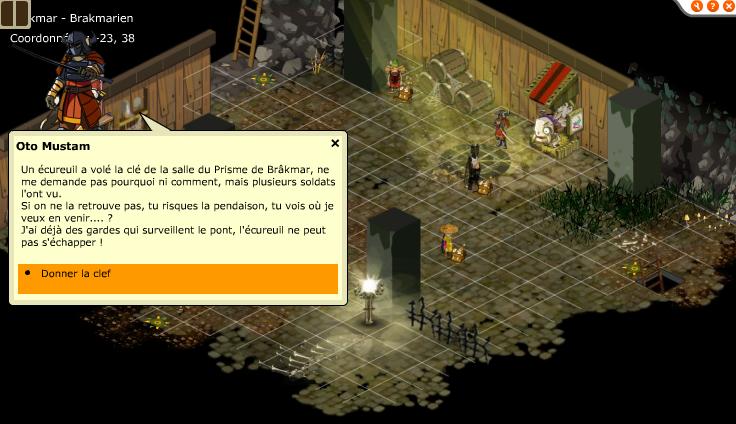 kmar - Brakmarien
-23, 38
Oto Mustam
Un écureuil a volé la clé de la salle du Prisme de Brâkmar, ne
me demande pas pourquoi ni comment, mais plusieurs soldats
l'ont vu.
Si on ne la retrouve pas, tu risques la pendaison, tu vois où je
veux en venir.... ?
J'ai déjà des gardes qui surveillent le pont, l'écureuil ne peut
pas s'échapper !
Donner la clef